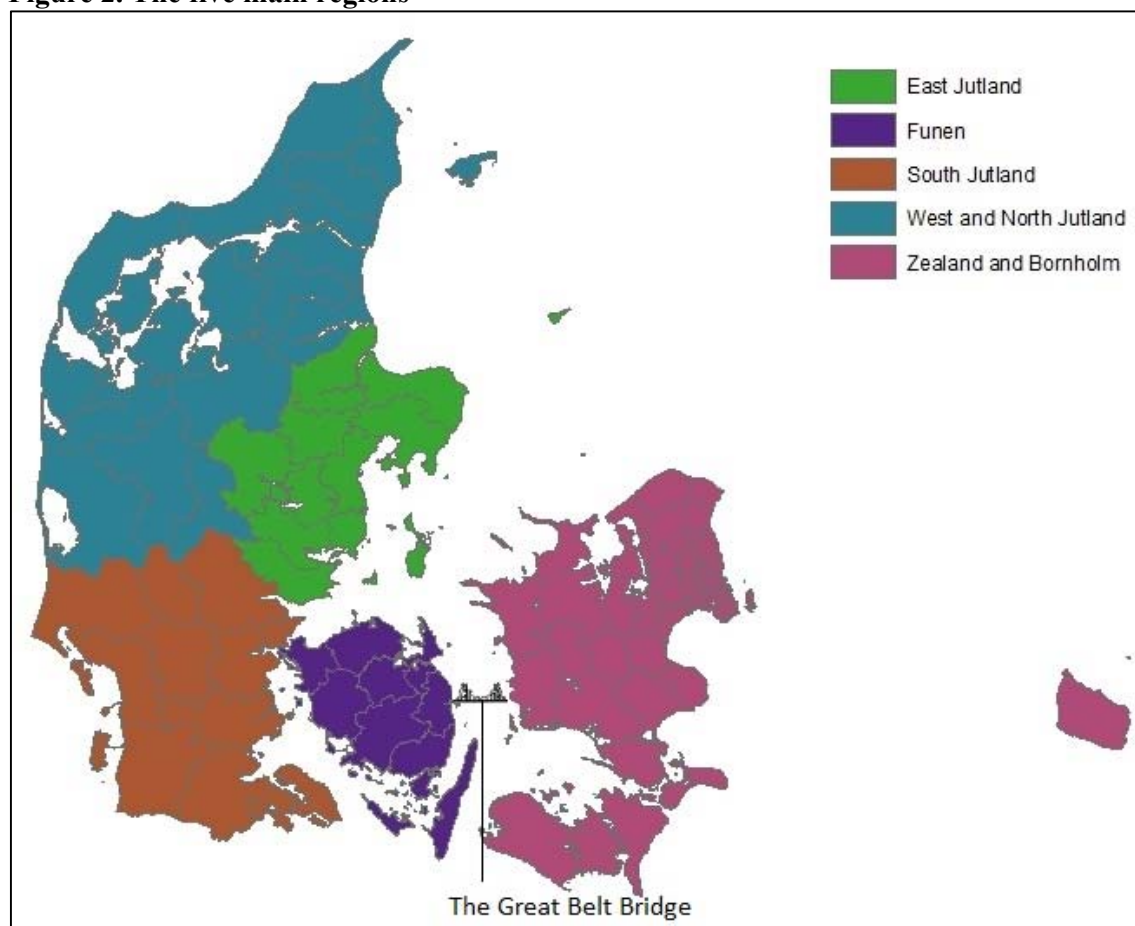 Figure 2: The five main regions
East Jutland
Funen
South Jutland
West and North Jutland
Zealand and Bornholm
The Great Belt Bridge